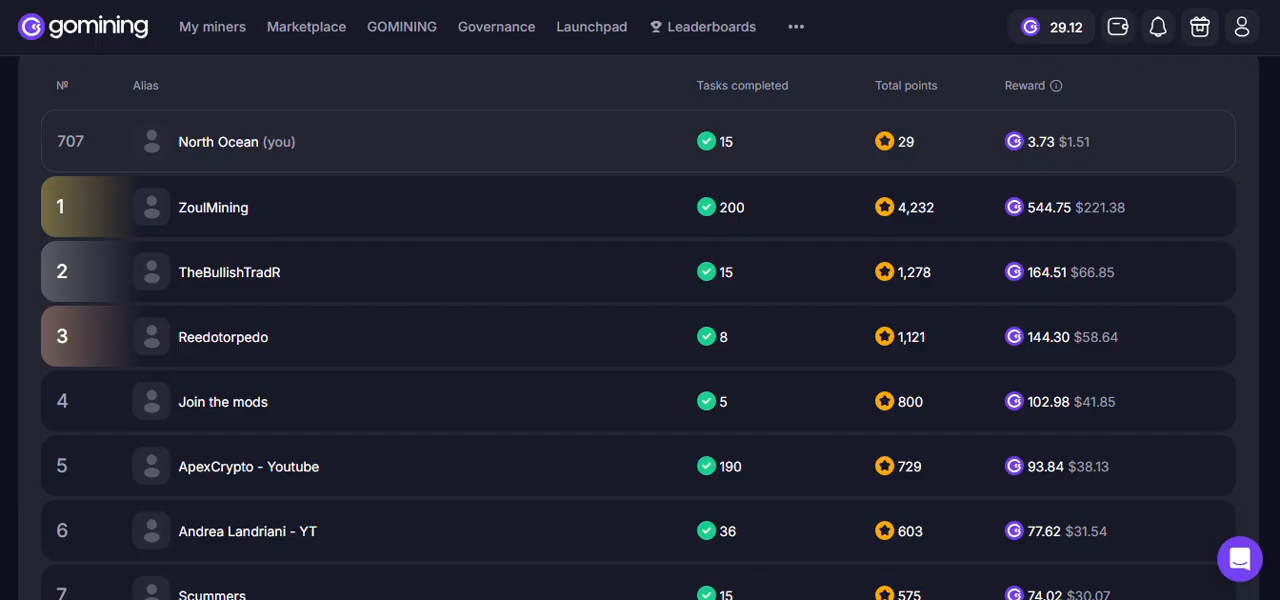 gomining My miners Marketplace GOMINING Governance Launchpad Leaderboards ••• 29.12
Nº Alias Tasks completed Total points Reward
707 North Ocean (you) 15 29 3.73 $1.51
1 ZoulMining 200 4,232 544.75 $221.38
2 TheBullishTradR 15 1,278 164.51 $66.85
3 Reedotorpedo 8 1,121 144.30 $58.64
4 Join the mods 5 800 102.98 $41.85
5 ApexCrypto - Youtube 190 729 93.84 $38.13
6 Andrea Landriani - YT 36 603 77.62 $31.54
7 Scummers 15 575 74.02 $30.07